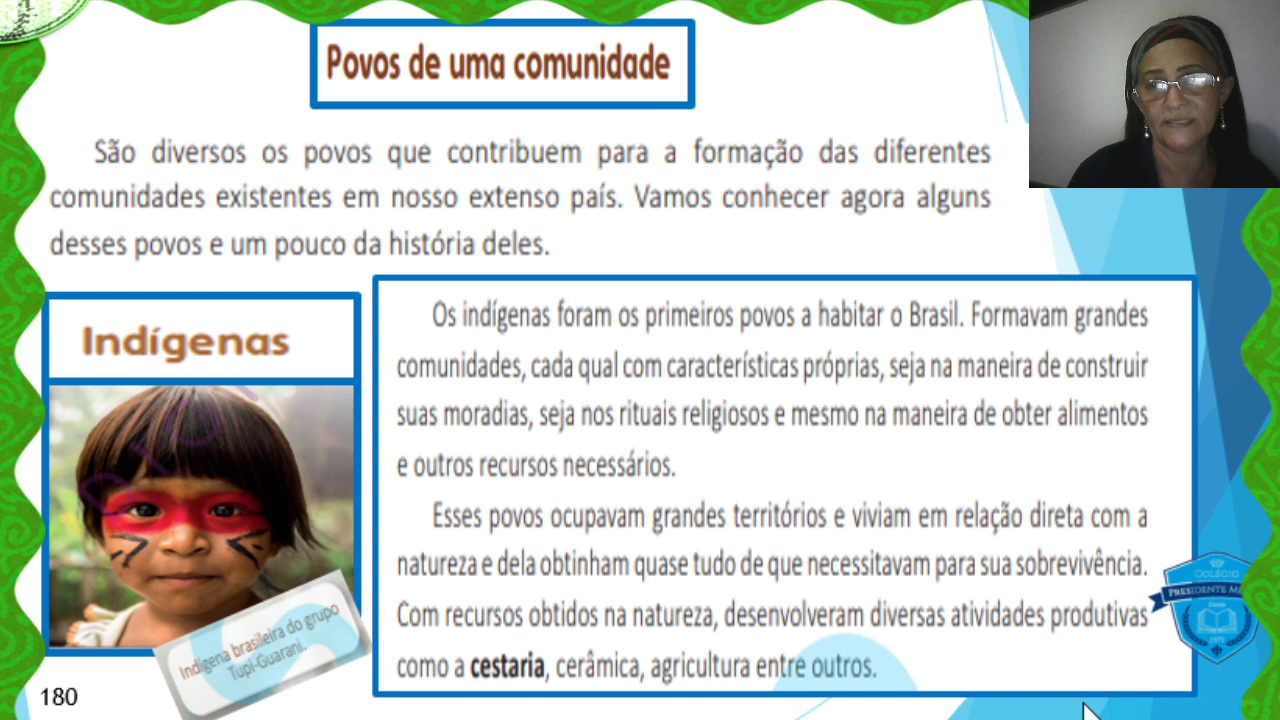 Povos de uma comunidade
São diversos os povos que contribuem para a formação das diferentes
comunidades existentes em nosso extenso país. Vamos conhecer agora alguns
desses povos e um pouco da história deles.
Indígenas
Indígena brasileira do grupo
Tupi-Guarani.
Os indígenas foram os primeiros povos a habitar o Brasil. Formavam grandes
comunidades, cada qual com características próprias, seja na maneira de construir
suas moradias, seja nos rituais religiosos e mesmo na maneira de obter alimentos
e outros recursos necessários.
Esses povos ocupavam grandes territórios e viviam em relação direta com a
natureza e dela obtinham quase tudo de que necessitavam para sua sobrevivência.
Com recursos obtidos na natureza, desenvolveram diversas atividades produtivas
como a cestaria, cerâmica, agricultura entre outros.
COLÉGIO
PRESIDENTE
180